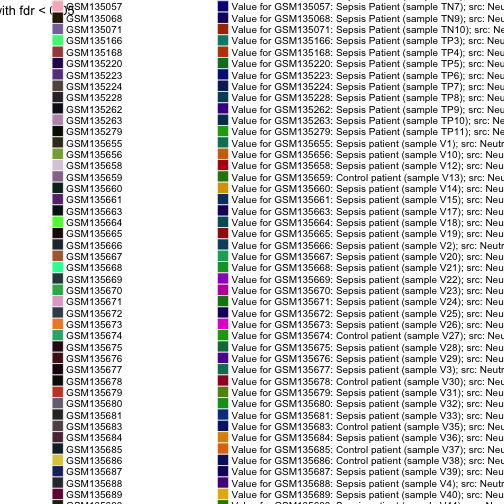 with fdr <
GSM135057 Value for GSM135057: Sepsis Patient (sample TN7); src: Neu
GSM135068 Value for GSM135068: Sepsis Patient (sample TN9); src: Neu
GSM135071 Value for GSM135071: Sepsis Patient (sample TN10); src: Ne
GSM135166 Value for GSM135166: Sepsis Patient (sample TP3); src: Neu
GSM135168 Value for GSM135168: Sepsis Patient (sample TP4); src: Neu
GSM135220 Value for GSM135220: Sepsis Patient (sample TP5); src: Neu
GSM135223 Value for GSM135223: Sepsis Patient (sample TP6); src: Neu
GSM135224 Value for GSM135224: Sepsis Patient (sample TP7); src: Neu
GSM135228 Value for GSM135228: Sepsis Patient (sample TP8); src: Neu
GSM135262 Value for GSM135262: Sepsis Patient (sample TP9); src: Neu
GSM135263 Value for GSM135263: Sepsis Patient (sample TP10); src: Ne
GSM135279 Value for GSM135279: Sepsis Patient (sample TP11); src: Ne
GSM135655 Value for GSM135655: Sepsis patient (sample V1); src: Neutr
GSM135656 Value for GSM135656: Sepsis patient (sample V10); src: Neu
GSM135658 Value for GSM135658: Sepsis patient (sample V12); src: Neu
GSM135659 Value for GSM135659: Control patient (sample V13); src: Neu
GSM135660 Value for GSM135660: Sepsis patient (sample V14); src: Neu
GSM135661 Value for GSM135661: Sepsis patient (sample V15); src: Neu
GSM135663 Value for GSM135663: Sepsis patient (sample V17); src: Neu
GSM135664 Value for GSM135664: Sepsis patient (sample V18); src: Neu
GSM135665 Value for GSM135665: Sepsis patient (sample V19); src: Neu
GSM135666 Value for GSM135666: Sepsis patient (sample V2); src: Neutr
GSM135667 Value for GSM135667: Sepsis patient (sample V20); src: Neu
GSM135668 Value for GSM135668: Sepsis patient (sample V21); src: Neu
GSM135669 Value for GSM135669: Sepsis patient (sample V22); src: Neu
GSM135670 Value for GSM135670: Sepsis patient (sample V23); src: Neu
GSM135671 Value for GSM135671: Sepsis patient (sample V24); src: Neu
GSM135672 Value for GSM135672: Sepsis patient (sample V25); src: Neu
GSM135673 Value for GSM135673: Sepsis patient (sample V26); src: Neu
GSM135674 Value for GSM135674: Control patient (sample V27); src: Neu
GSM135675 Value for GSM135675: Sepsis patient (sample V28); src: Neu
GSM135676 Value for GSM135676: Sepsis patient (sample V29); src: Neu
GSM135677 Value for GSM135677: Sepsis patient (sample V3); src: Neutr
GSM135678 Value for GSM135678: Control patient (sample V30); src: Neu
GSM135679 Value for GSM135679: Sepsis patient (sample V31); src: Neu
GSM135680 Value for GSM135680: Sepsis patient (sample V32); src: Neu
GSM135681 Value for GSM135681: Sepsis patient (sample V33); src: Neu
GSM135683 Value for GSM135683: Control patient (sample V35); src: Neu
GSM135684 Value for GSM135684: Sepsis patient (sample V36); src: Neu
GSM135685 Value for GSM135685: Control patient (sample V37); src: Neu
GSM135686 Value for GSM135686: Control patient (sample V38); src: Neu
GSM135687 Value for GSM135687: Sepsis patient (sample V39); src: Neu
GSM135688 Value for GSM135688: Sepsis patient (sample V4); src: Neutr
GSM135689 Value for GSM135689: Sepsis patient (sample V40); src: Neu